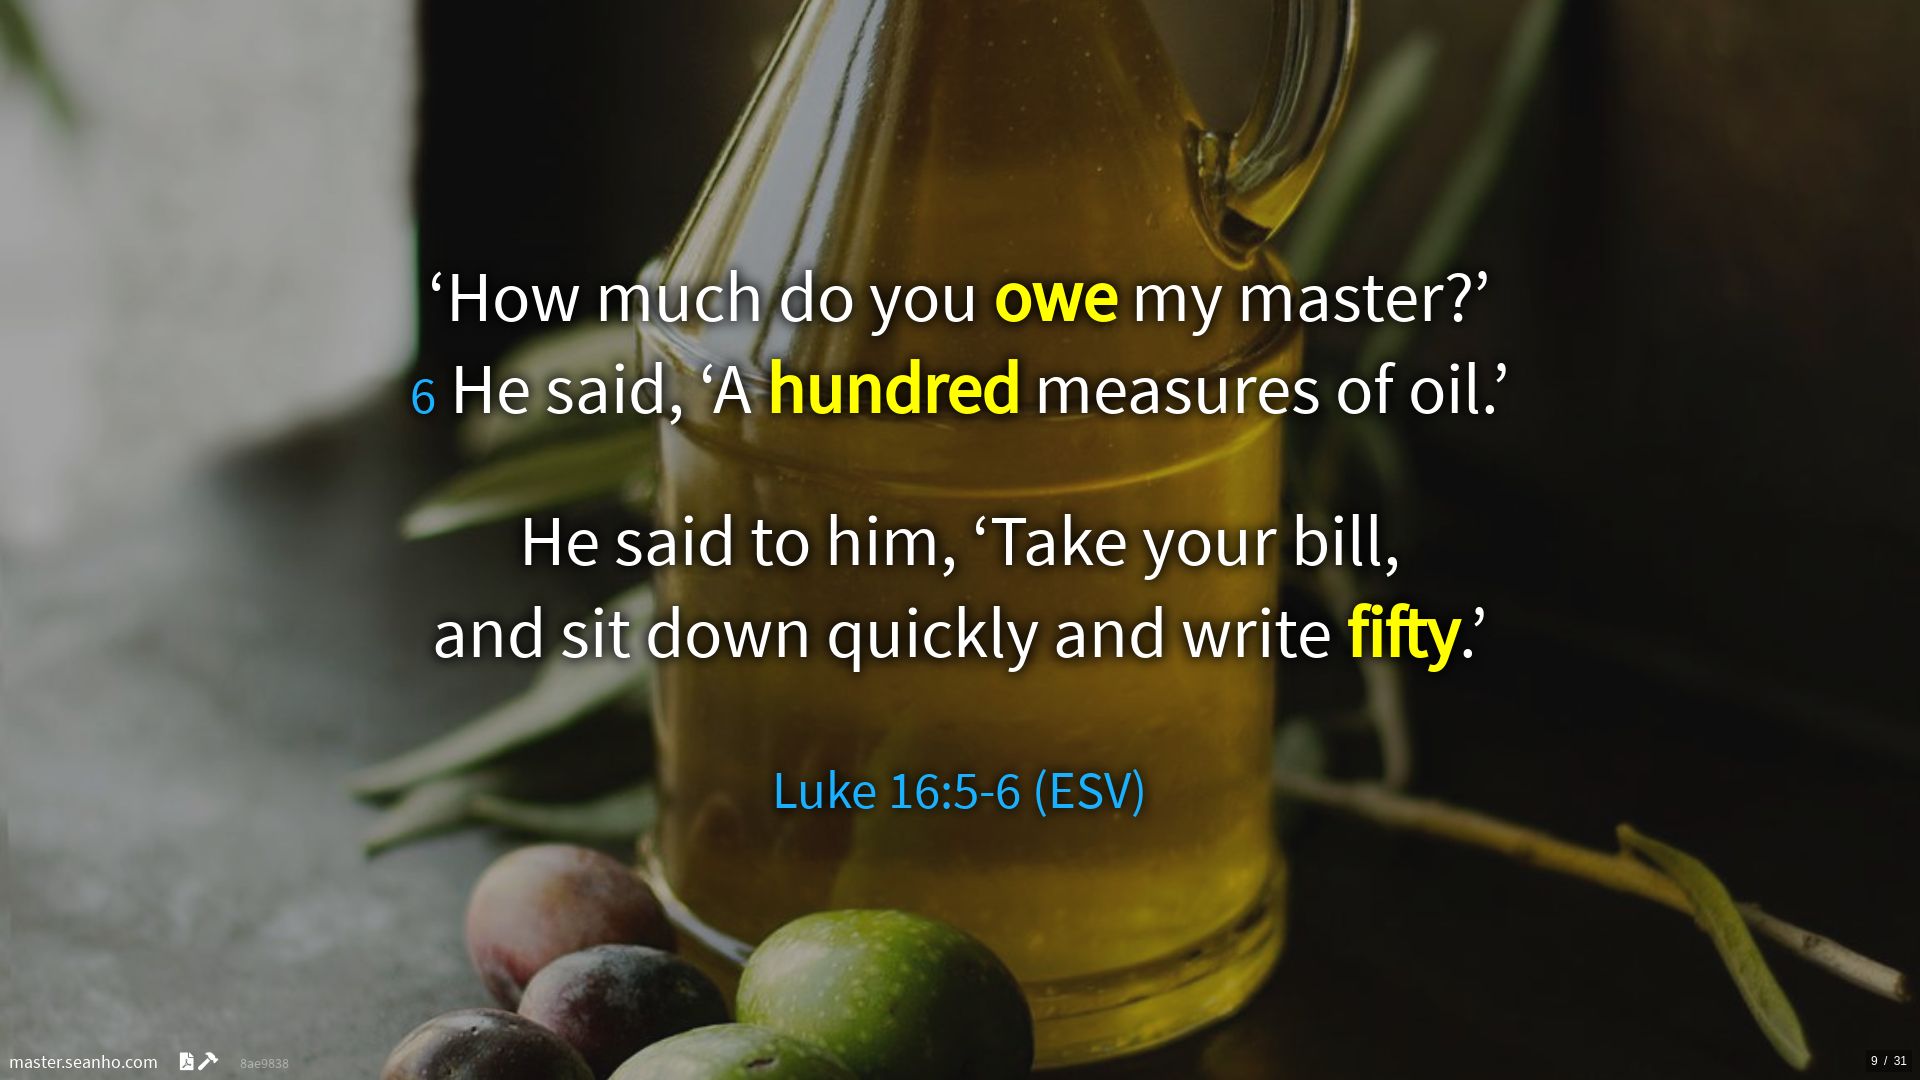 ‘How much do you owe my master?’
6 He said, ‘A hundred measures of oil.’
He said to him, ‘Take your bill,
and sit down quickly and write fifty.’
Luke 16:5-6 (ESV)
master.seanho.com 8ae9838
9 / 31